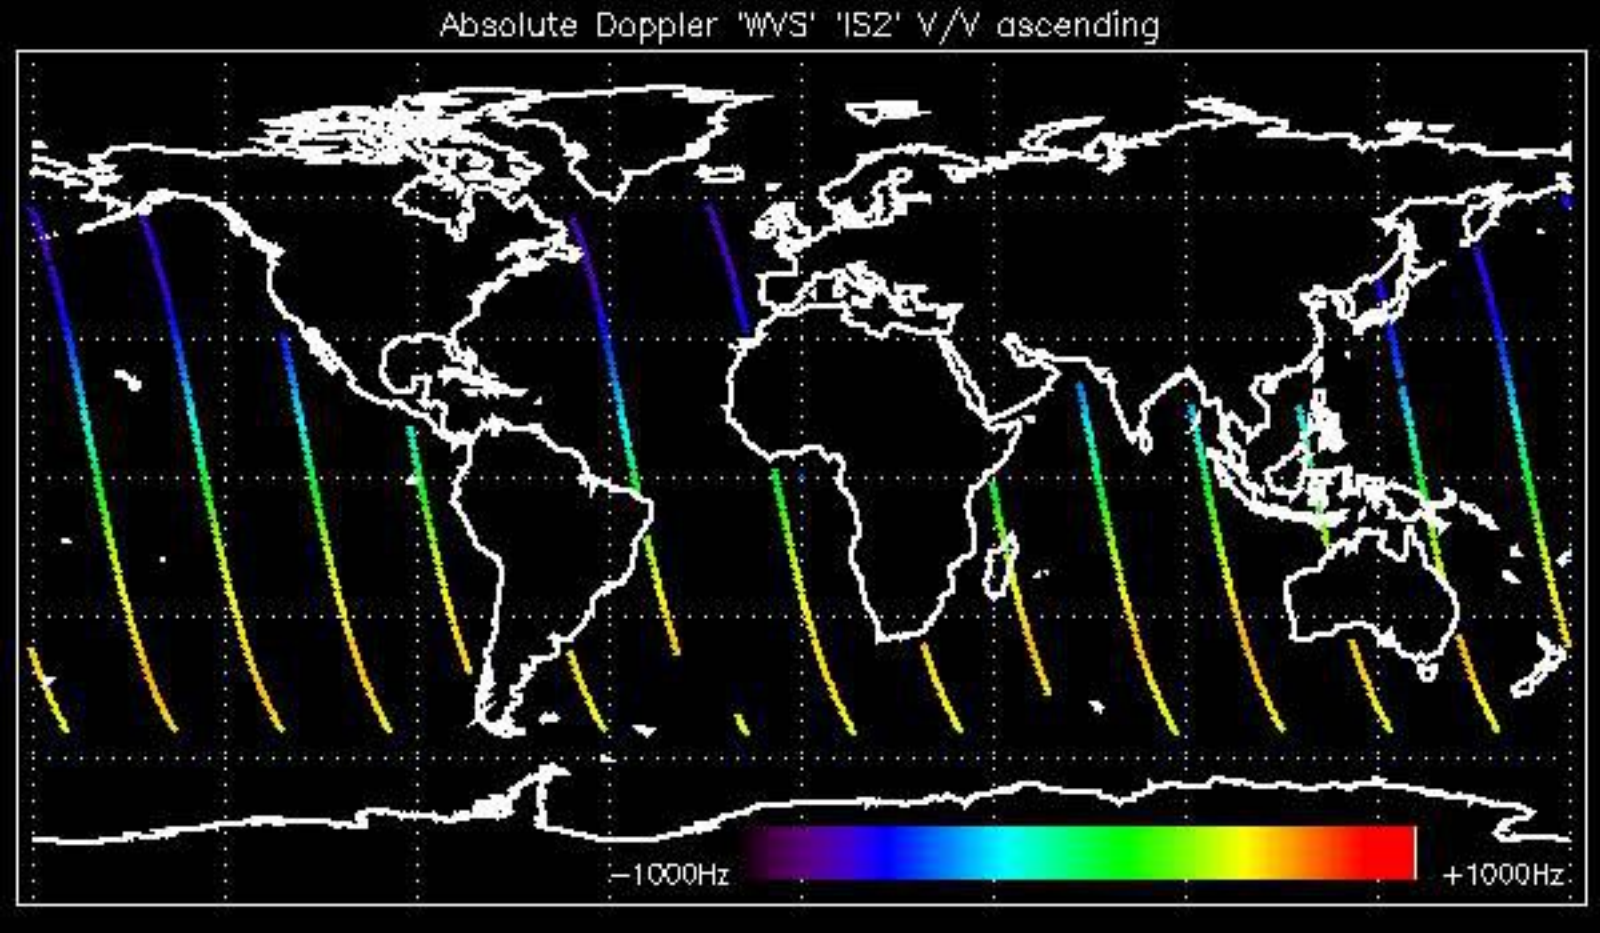 Absolute Doppler 'WVS' 'IS2' V/V ascending
−1000Hz +1000Hz